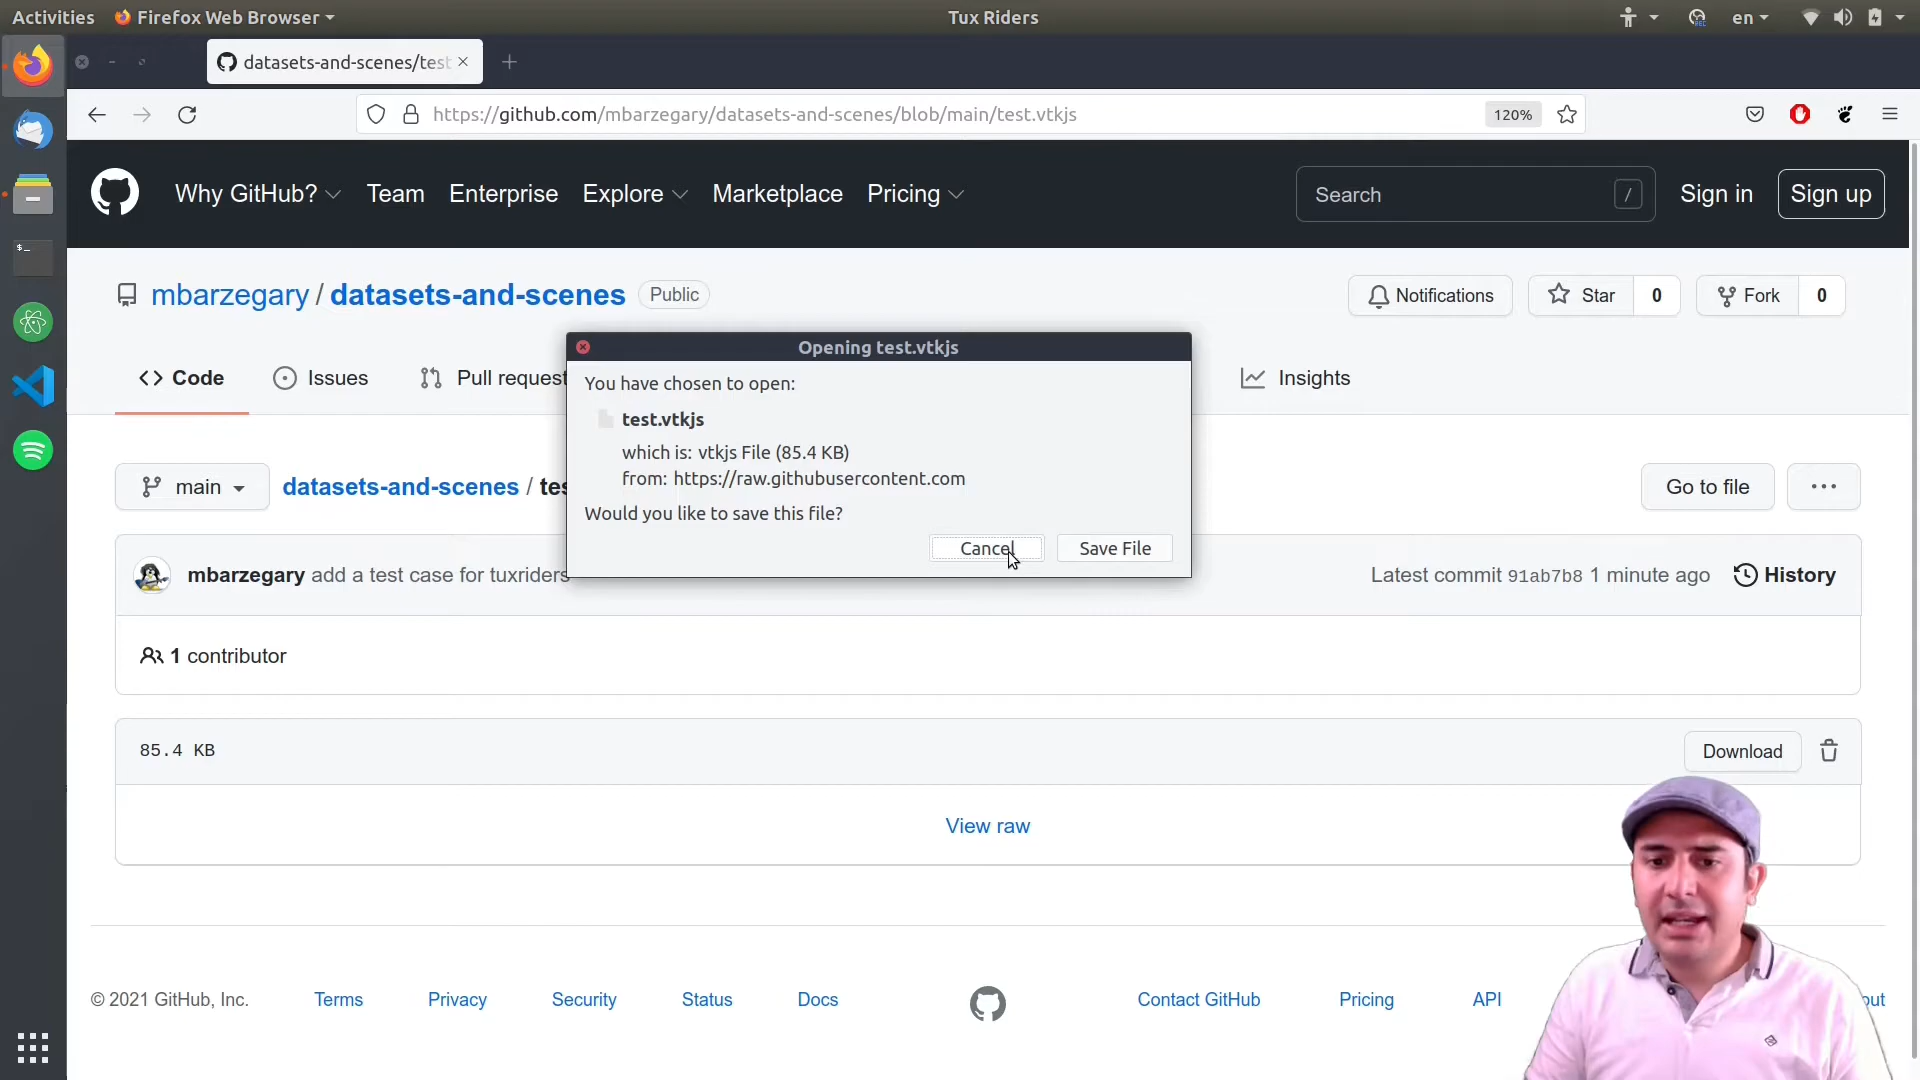 Activities
Firefox Web Browser
Tux Riders
en
datasets-and-scenes/test
https://github.com/mbarzegary/datasets-and-scenes/blob/main/test.vtkjs
120%
Why GitHub?
Team
Enterprise
Explore
Marketplace
Pricing
Search
/
Sign in
Sign up
mbarzegary / datasets-and-scenes
Public
Notifications
Star
0
Fork
0
Code
Issues
Pull request
Insights
Opening test.vtkjs
You have chosen to open:
test.vtkjs
which is: vtkjs File (85.4 KB)
from: https://raw.githubusercontent.com
Would you like to save this file?
Cancel
Save File
main
datasets-and-scenes / tes
Go to file
mbarzegary add a test case for tuxriders
Latest commit 91ab7b8 1 minute ago
History
1 contributor
85.4 KB
Download
View raw
© 2021 GitHub, Inc.
Terms
Privacy
Security
Status
Docs
Contact GitHub
Pricing
API
out